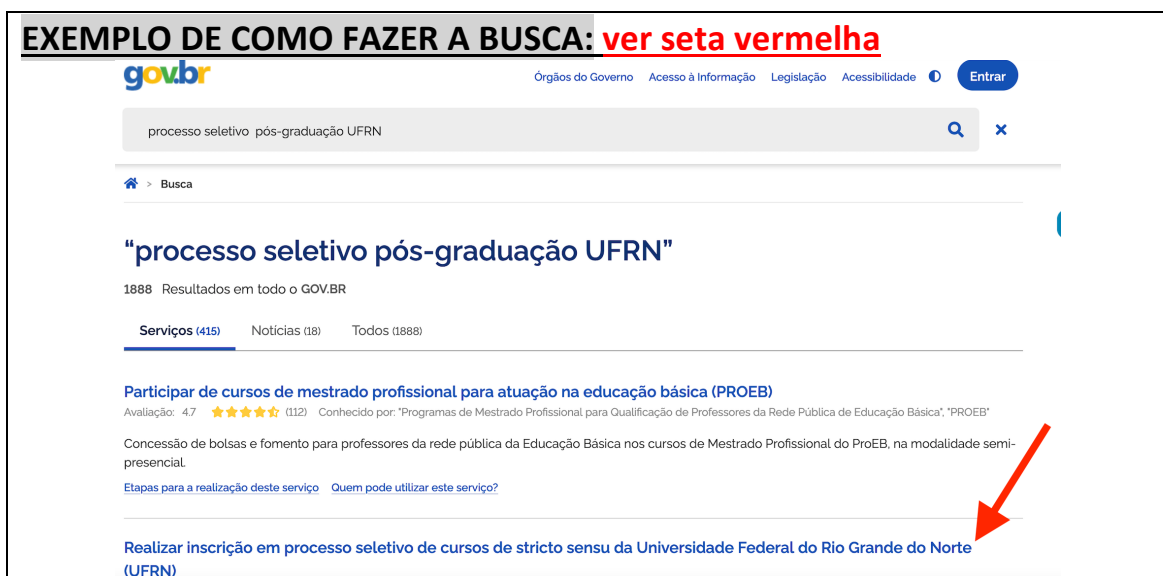 EXEMPLO DE COMO FAZER A BUSCA: ver seta vermelha
gov.br
Órgãos do Governo Acesso à Informação Legislação Acessibilidade Entrar
processo seletivo pós-graduação UFRN
> Busca
“processo seletivo pós-graduação UFRN”
1888 Resultados em todo o GOV.BR
Serviços (415) Notícias (18) Todos (1888)
Participar de cursos de mestrado profissional para atuação na educação básica (PROEB)
Avaliação: 4.7 (112) Conhecido por: "Programas de Mestrado Profissional para Qualificação de Professores da Rede Pública de Educação Básica", "PROEB"
Concessão de bolsas e fomento para professores da rede pública da Educação Básica nos cursos de Mestrado Profissional do ProEB, na modalidade semi-
presencial.
Etapas para a realização deste serviço Quem pode utilizar este serviço?
Realizar inscrição em processo seletivo de cursos de stricto sensu da Universidade Federal do Rio Grande do Norte
(UFRN)